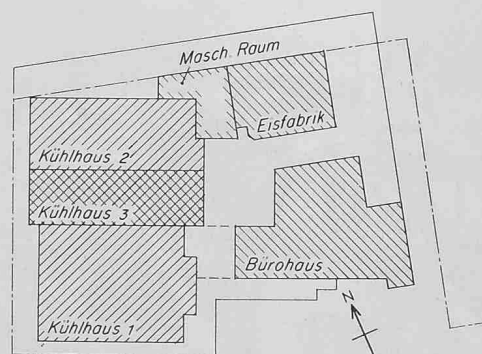 Masch. Raum
Eisfabrik
Kühlhaus 2
Kühlhaus 3
Bürohaus
Kühlhaus 1
N